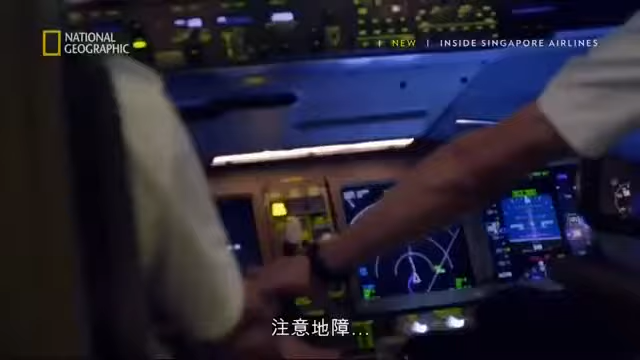 NATIONAL
GEOGRAPHIC
| NEW | INSIDE SINGAPORE AIRLINES
注意地障...